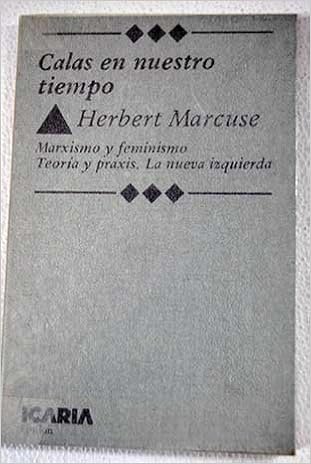 Calas en nuestro
tiempo
Herbert Marcuse
Marxismo y feminismo
Teoría y praxis. La nueva izquierda
ICARIA